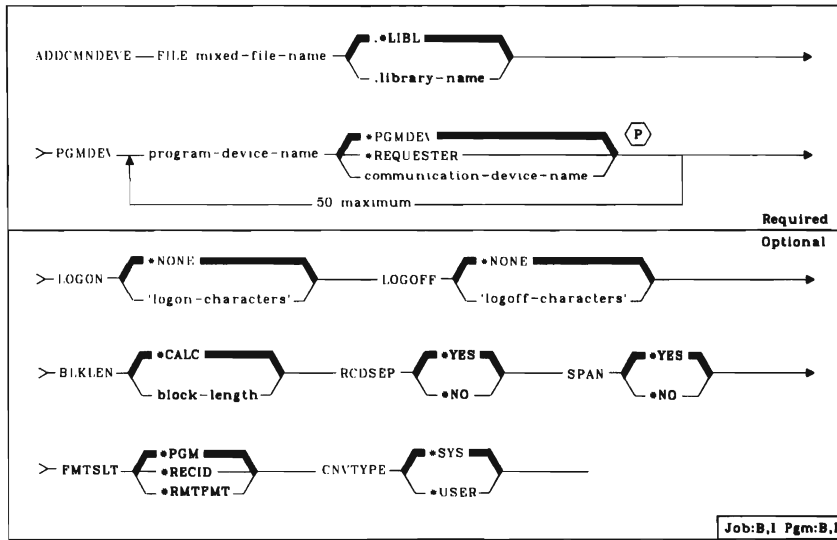 .*LIBL
ADDCMNDEVE FILE mixed-file-name
.library-name
P
*PGMDEV
PGMDEV program-device-name *REQUESTER
communication-device-name
50 maximum
Required
Optional
*NONE *NONE
LOGON LOGOFF
'logon-characters' 'logoff-characters'
*CALC *YES *YES
BLKLEN RCDSEP SPAN
block-length *NO *NO
*PGM *SYS
FMTSLT *RECID CNVTYPE
*RMTFMT *USER
Job:B,I Pgm:B,I